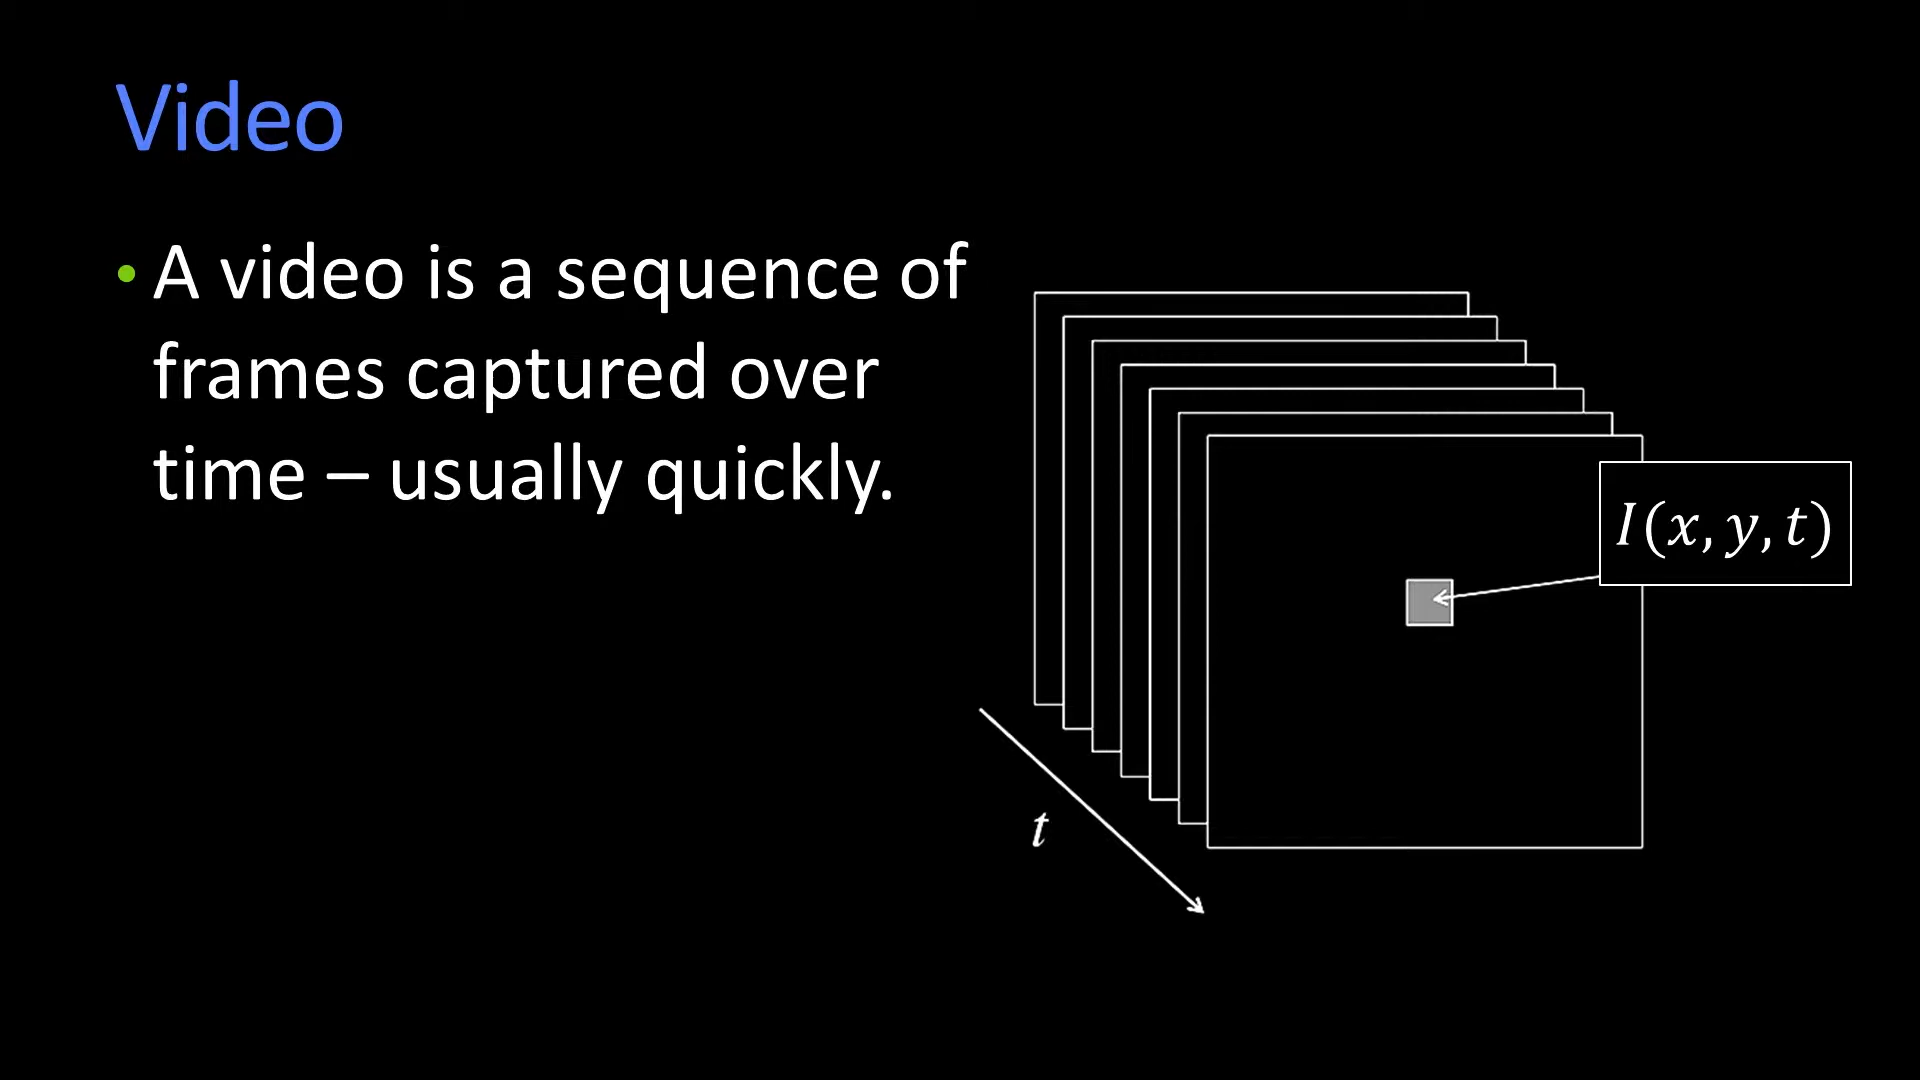 Video
• A video is a sequence of
frames captured over
time – usually quickly.
I(x, y, t)
t